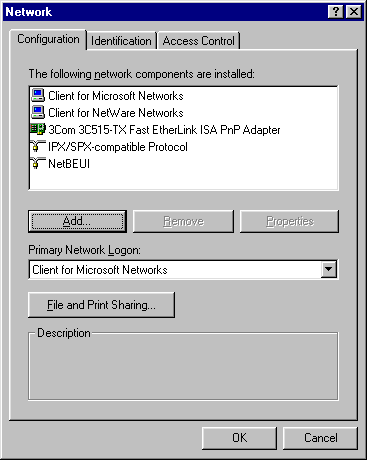 Network
Configuration Identification Access Control
The following network components are installed:
Client for Microsoft Networks
Client for NetWare Networks
3Com 3C515-TX Fast EtherLink ISA PnP Adapter
IPX/SPX-compatible Protocol
NetBEUI
Add... Remove Properties
Primary Network Logon:
Client for Microsoft Networks
File and Print Sharing...
Description
OK Cancel